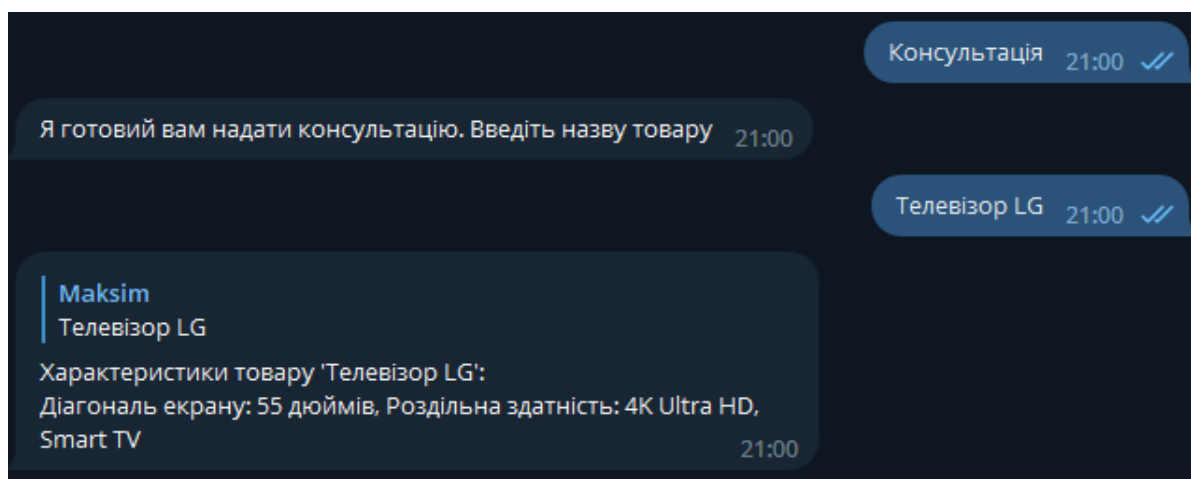 Консультація 21:00
Я готовий вам надати консультацію. Введіть назву товару 21:00
Телевізор LG 21:00
Maksim
Телевізор LG
Характеристики товару 'Телевізор LG':
Діагональ екрану: 55 дюймів, Роздільна здатність: 4K Ultra HD,
Smart TV 21:00